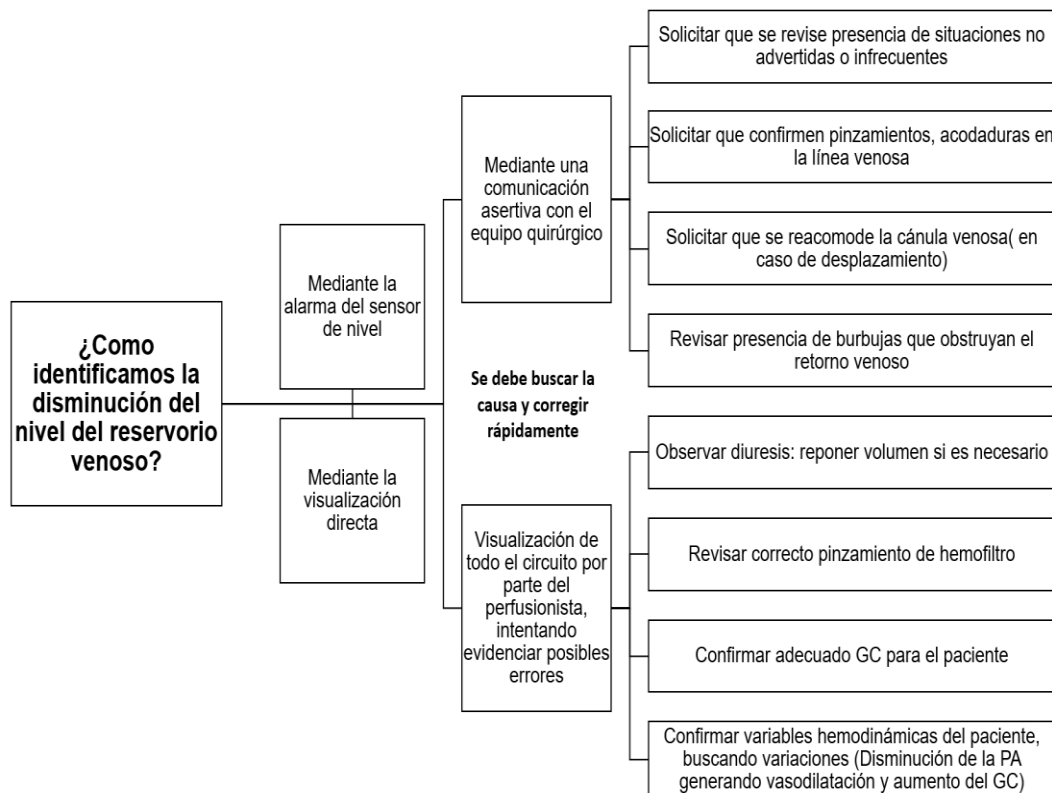 ¿Como
identificamos la
disminución del
nivel del reservorio
venoso?
Mediante la
alarma del sensor
de nivel
Mediante la
visualización
directa
Mediante una
comunicación
asertiva con el
equipo quirúrgico
Se debe buscar la
causa y corregir
rápidamente
Visualización de
todo el circuito por
parte del
perfusionista,
intentando
evidenciar posibles
errores
Solicitar que se revise presencia de situaciones no
advertidas o infrecuentes
Solicitar que confirmen pinzamientos, acodaduras en
la línea venosa
Solicitar que se reacomode la cánula venosa( en
caso de desplazamiento)
Revisar presencia de burbujas que obstruyan el
retorno venoso
Observar diuresis: reponer volumen si es necesario
Revisar correcto pinzamiento de hemofiltro
Confirmar adecuado GC para el paciente
Confirmar variables hemodinámicas del paciente,
buscando variaciones (Disminución de la PA
generando vasodilatación y aumento del GC)